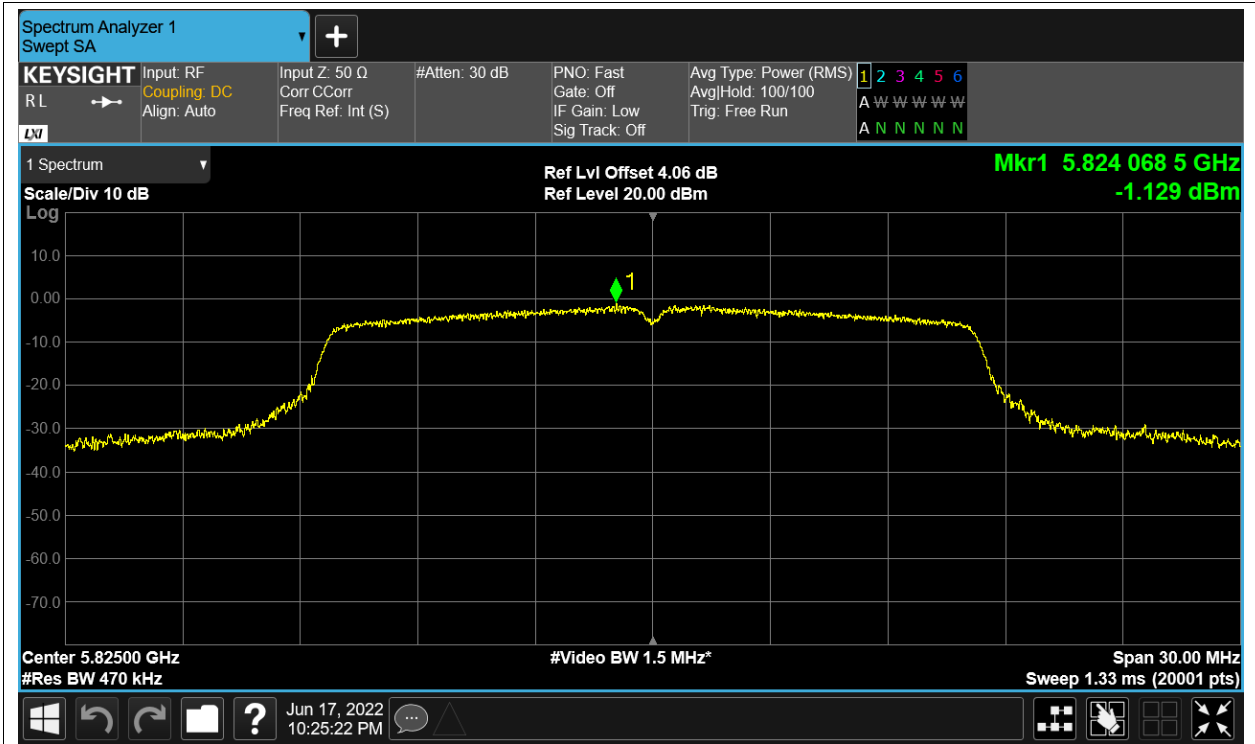 Spectrum Analyzer 1
Swept SA
KEYSIGHT
R L
LXI
Input: RF
Coupling: DC
Align: Auto
Input Z: 50 Ω
Corr CCorr
Freq Ref: Int (S)
#Atten: 30 dB
PNO: Fast
Gate: Off
IF Gain: Low
Sig Track: Off
Avg Type: Power (RMS)
Avg|Hold: 100/100
Trig: Free Run
1 2 3 4 5 6
A W W W W W
A N N N N N
1 Spectrum
Scale/Div 10 dB
Log
Ref Lvl Offset 4.06 dB
Ref Level 20.00 dBm
Mkr1 5.824 068 5 GHz
-1.129 dBm
10.0
0.00
-10.0
-20.0
-30.0
-40.0
-50.0
-60.0
-70.0
1
Center 5.82500 GHz
#Res BW 470 kHz
#Video BW 1.5 MHz*
Span 30.00 MHz
Sweep 1.33 ms (20001 pts)
?
Jun 17, 2022
10:25:22 PM